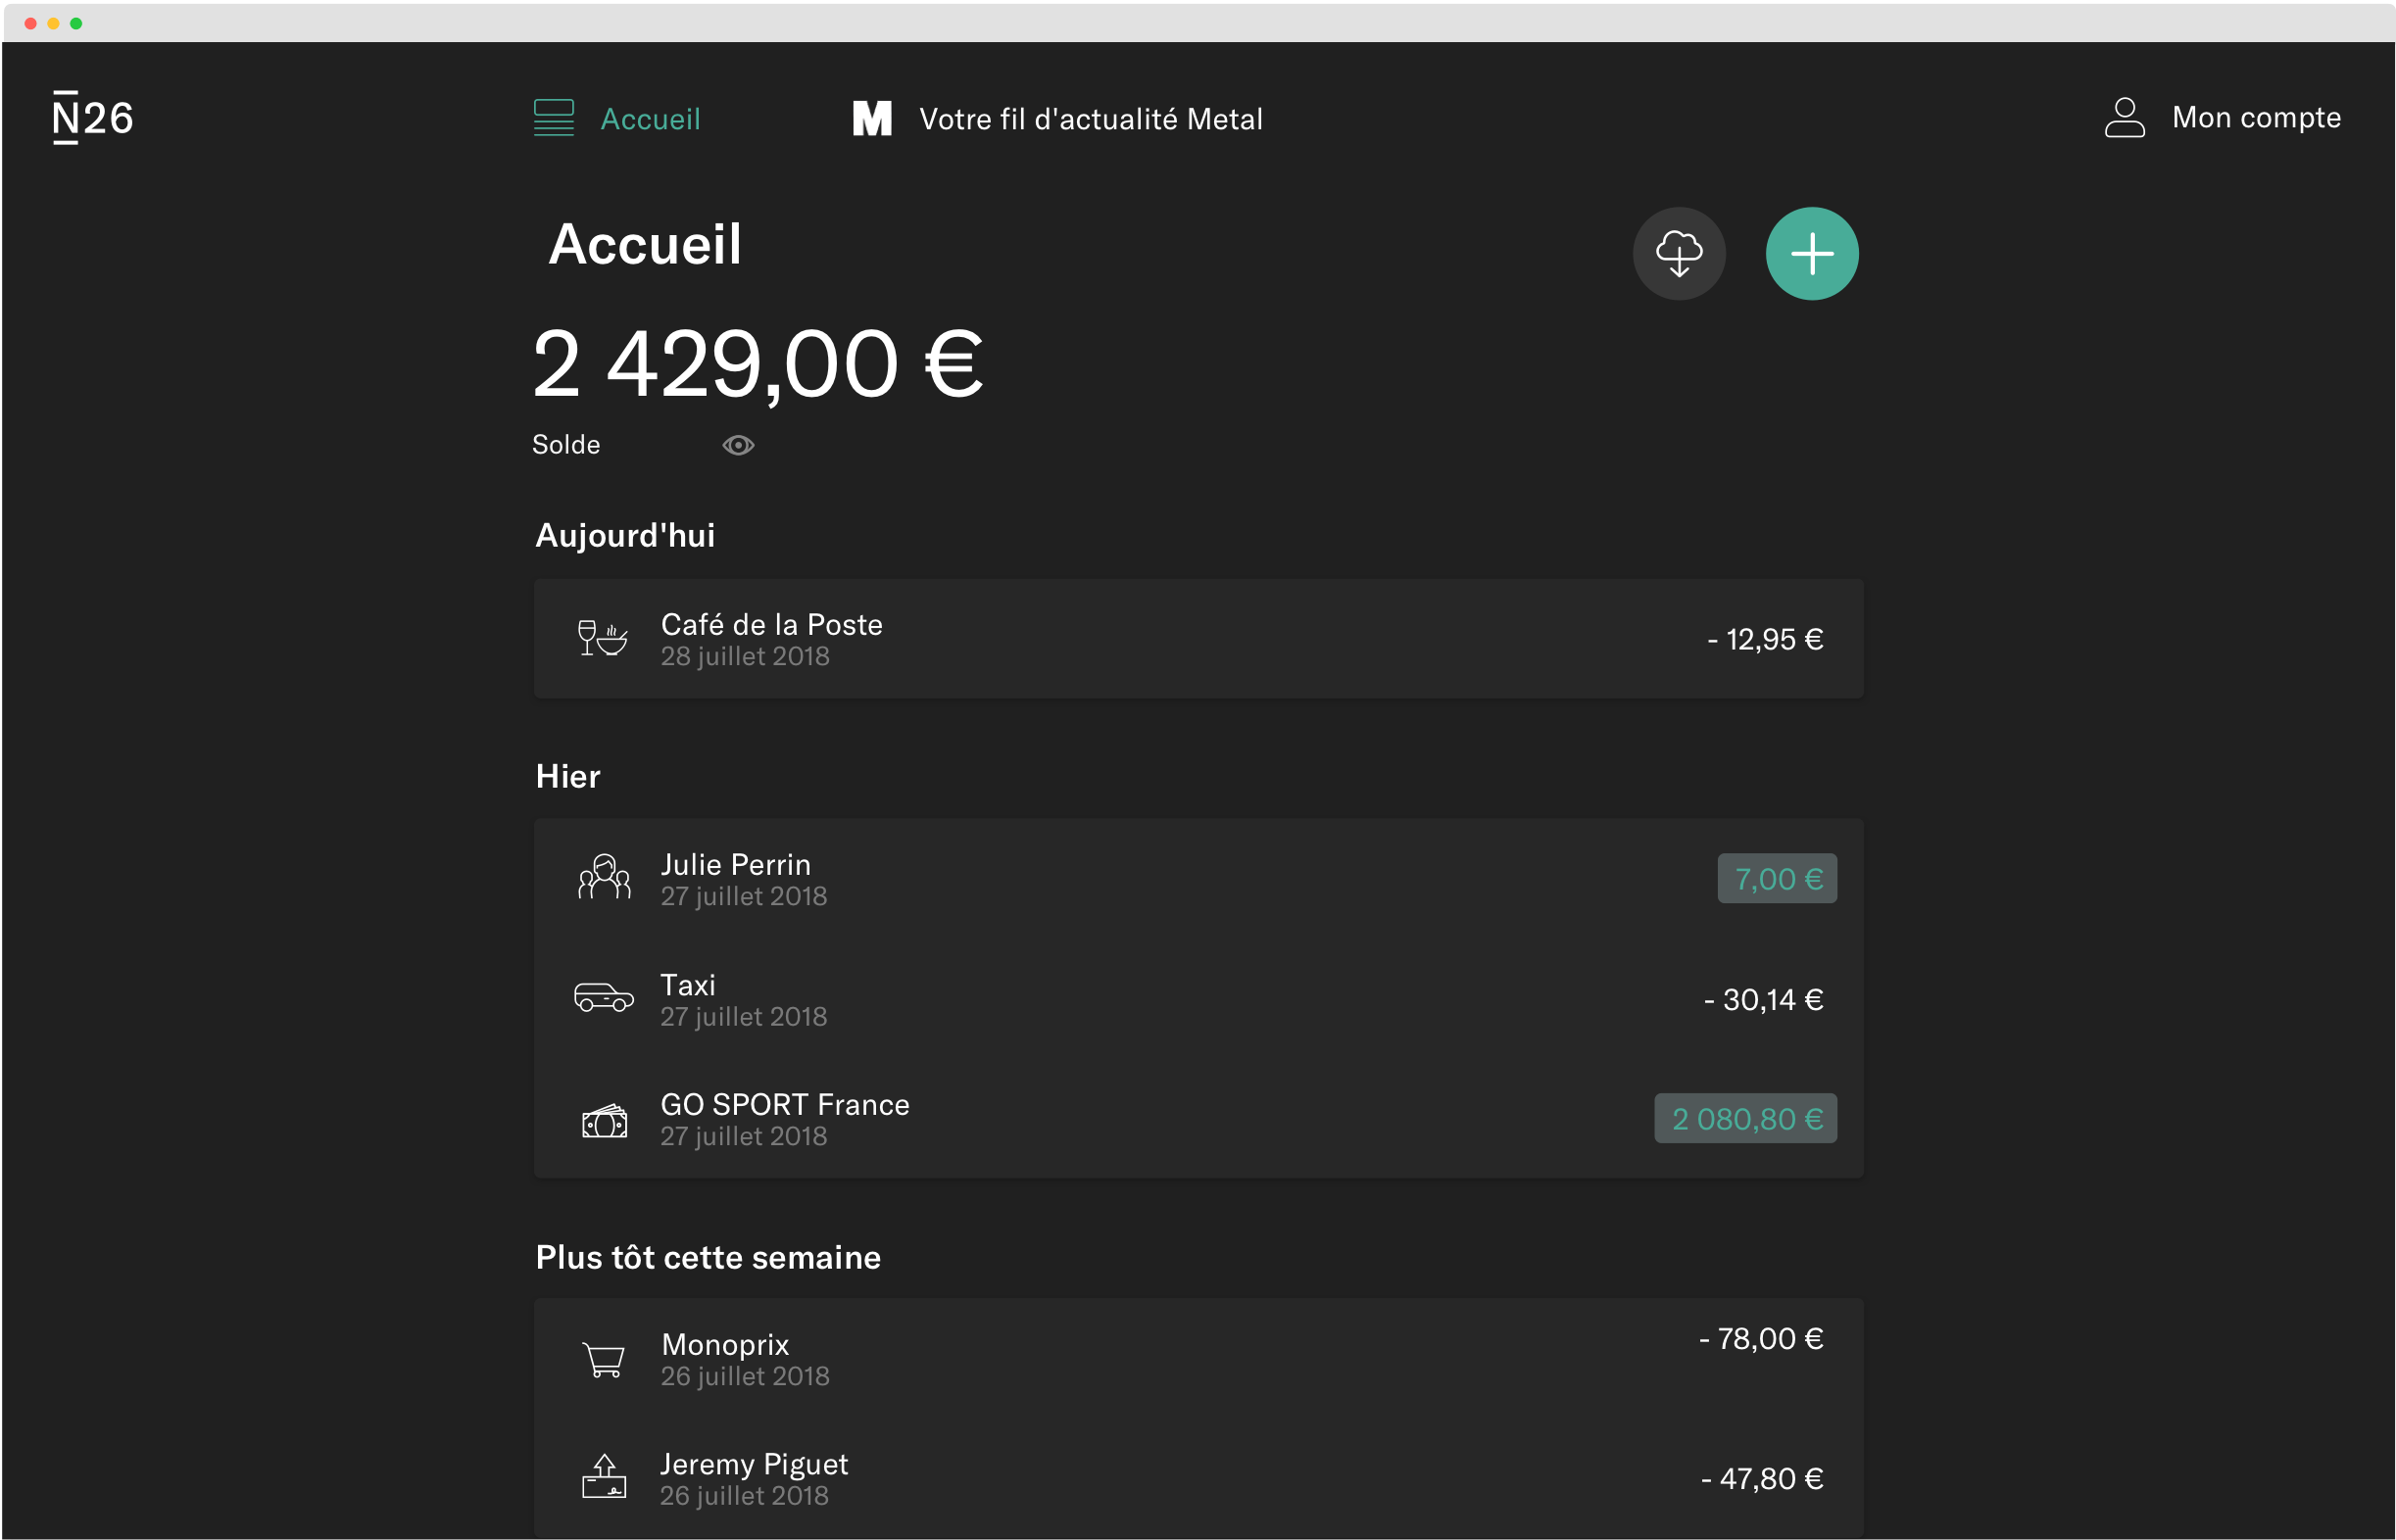 N26
Accueil
M Votre fil d'actualité Metal
Mon compte
Accueil
2 429,00 €
Solde
Aujourd'hui
Café de la Poste
28 juillet 2018
- 12,95 €
Hier
Julie Perrin
27 juillet 2018
7,00 €
Taxi
27 juillet 2018
- 30,14 €
GO SPORT France
27 juillet 2018
2 080,80 €
Plus tôt cette semaine
Monoprix
26 juillet 2018
- 78,00 €
Jeremy Piguet
26 juillet 2018
- 47,80 €